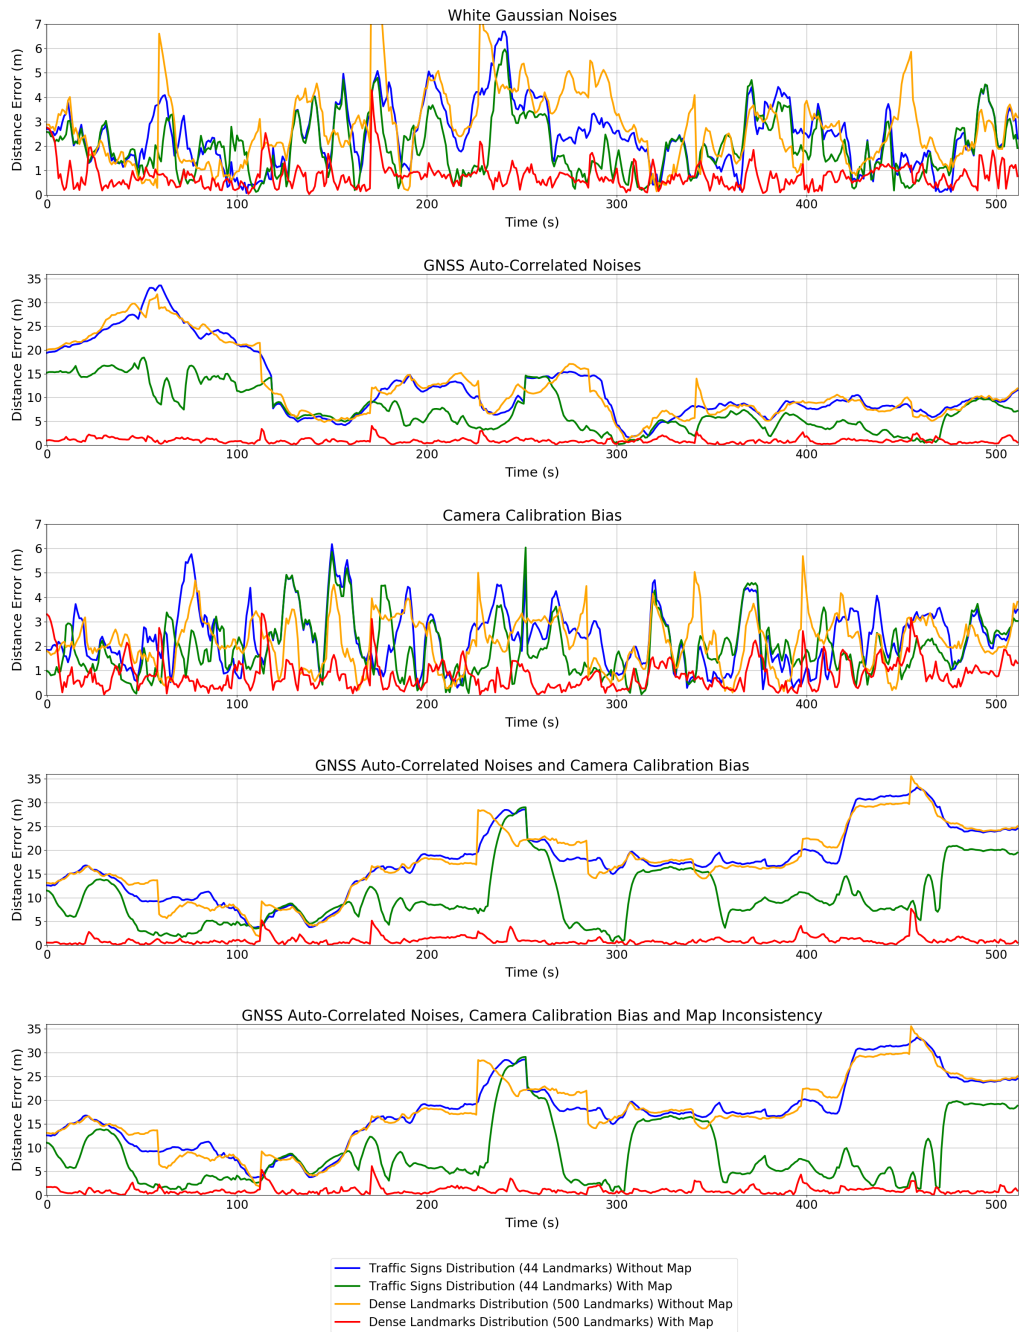 White Gaussian Noises
Distance Error (m)
7
6
5
4
3
2
1
0
0 100 200 300 400 500
Time (s)
GNSS Auto-Correlated Noises
Distance Error (m)
35
30
25
20
15
10
5
0
0 100 200 300 400 500
Time (s)
Camera Calibration Bias
Distance Error (m)
7
6
5
4
3
2
1
0
0 100 200 300 400 500
Time (s)
GNSS Auto-Correlated Noises and Camera Calibration Bias
Distance Error (m)
35
30
25
20
15
10
5
0
0 100 200 300 400 500
Time (s)
GNSS Auto-Correlated Noises, Camera Calibration Bias and Map Inconsistency
Distance Error (m)
35
30
25
20
15
10
5
0
0 100 200 300 400 500
Time (s)
Traffic Signs Distribution (44 Landmarks) Without Map
Traffic Signs Distribution (44 Landmarks) With Map
Dense Landmarks Distribution (500 Landmarks) Without Map
Dense Landmarks Distribution (500 Landmarks) With Map